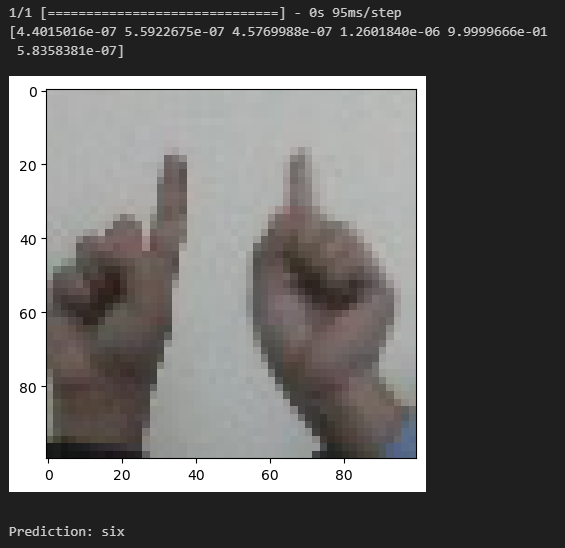 1/1 [==============================] - 0s 95ms/step
[4.4015016e-07 5.5922675e-07 4.5769988e-07 1.2601840e-06 9.9999666e-01
 5.8358381e-07]
0
20
40
60
80
0 20 40 60 80
Prediction: six